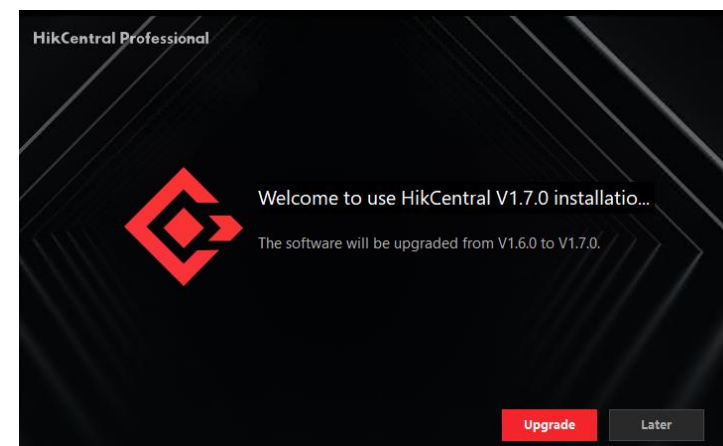 HikCentral Professional
Welcome to use HikCentral V1.7.0 installatio...
The software will be upgraded from V1.6.0 to V1.7.0.
Upgrade Later